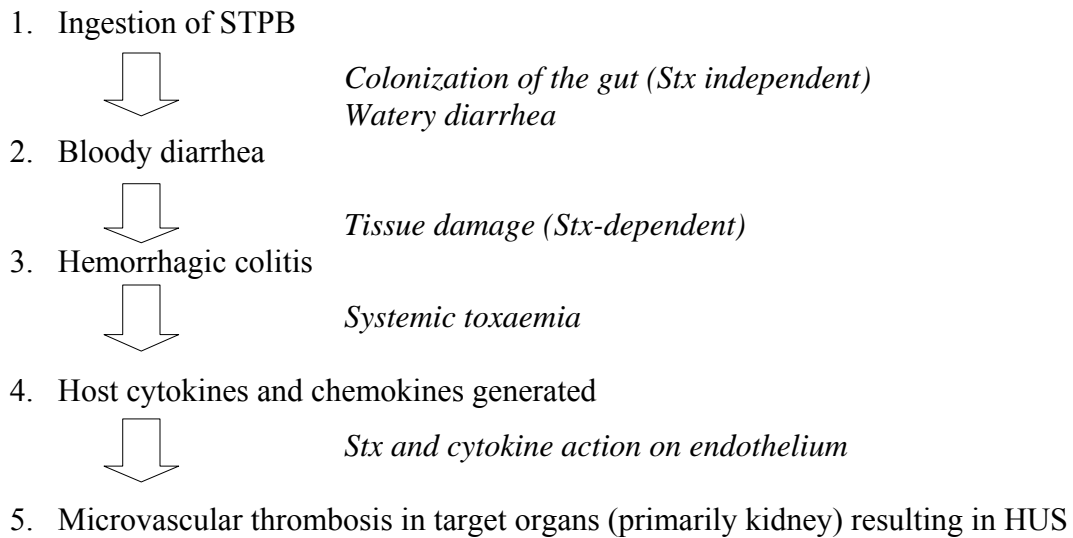 1. Ingestion of STPB
Colonization of the gut (Stx independent)
Watery diarrhea
2. Bloody diarrhea
Tissue damage (Stx-dependent)
3. Hemorrhagic colitis
Systemic toxaemia
4. Host cytokines and chemokines generated
Stx and cytokine action on endothelium
5. Microvascular thrombosis in target organs (primarily kidney) resulting in HUS